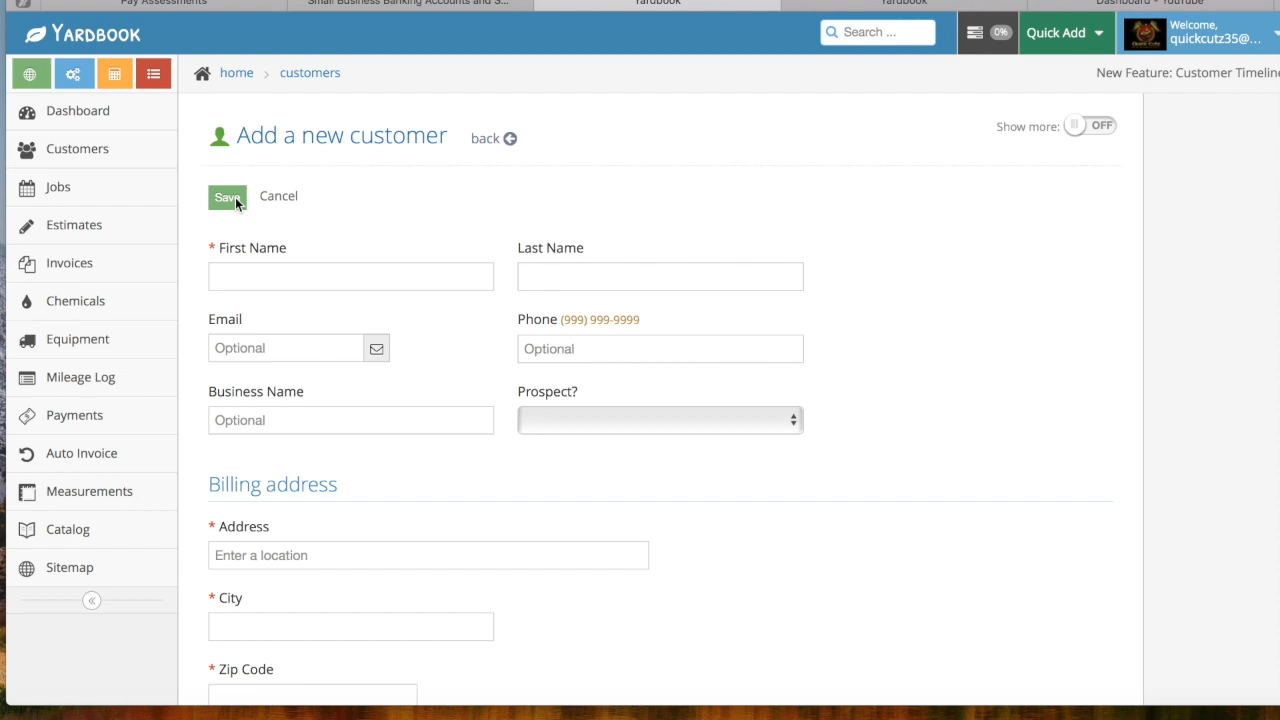 Pay Assessments
Small Business Banking Accounts and S...
Yardbook
Yardbook
Dashboard - YouTube
YARDBOOK
Search ...
0%
Quick Add
Welcome,
quickcutz35@...
home
customers
New Feature: Customer Timeline
Dashboard
Customers
Jobs
Estimates
Invoices
Chemicals
Equipment
Mileage Log
Payments
Auto Invoice
Measurements
Catalog
Sitemap
Add a new customer
back
Show more:
OFF
Save
Cancel
* First Name
Last Name
Email
Phone (999) 999-9999
Optional
Optional
Business Name
Prospect?
Optional
Billing address
* Address
Enter a location
* City
* Zip Code